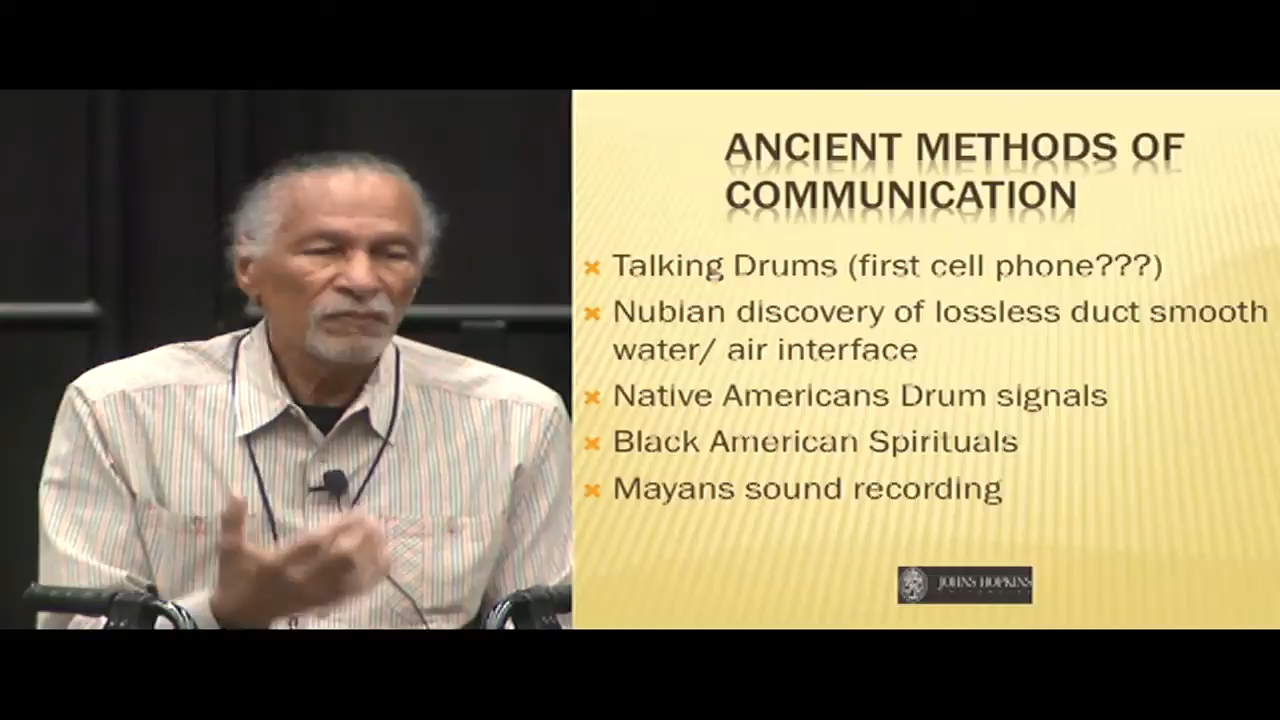 ANCIENT METHODS OF
COMMUNICATION
Talking Drums (first cell phone???)
Nubian discovery of lossless duct smooth
water/ air interface
Native Americans Drum signals
Black American Spirituals
Mayans sound recording
JOHNS HOPKINS